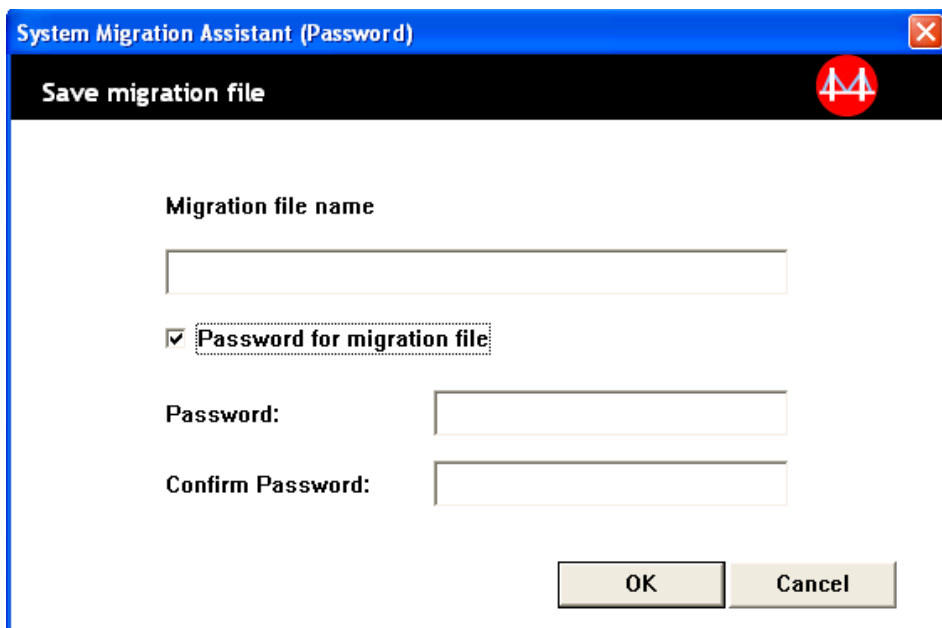 System Migration Assistant (Password)
Save migration file
Migration file name
Password for migration file
Password:
Confirm Password:
OK Cancel